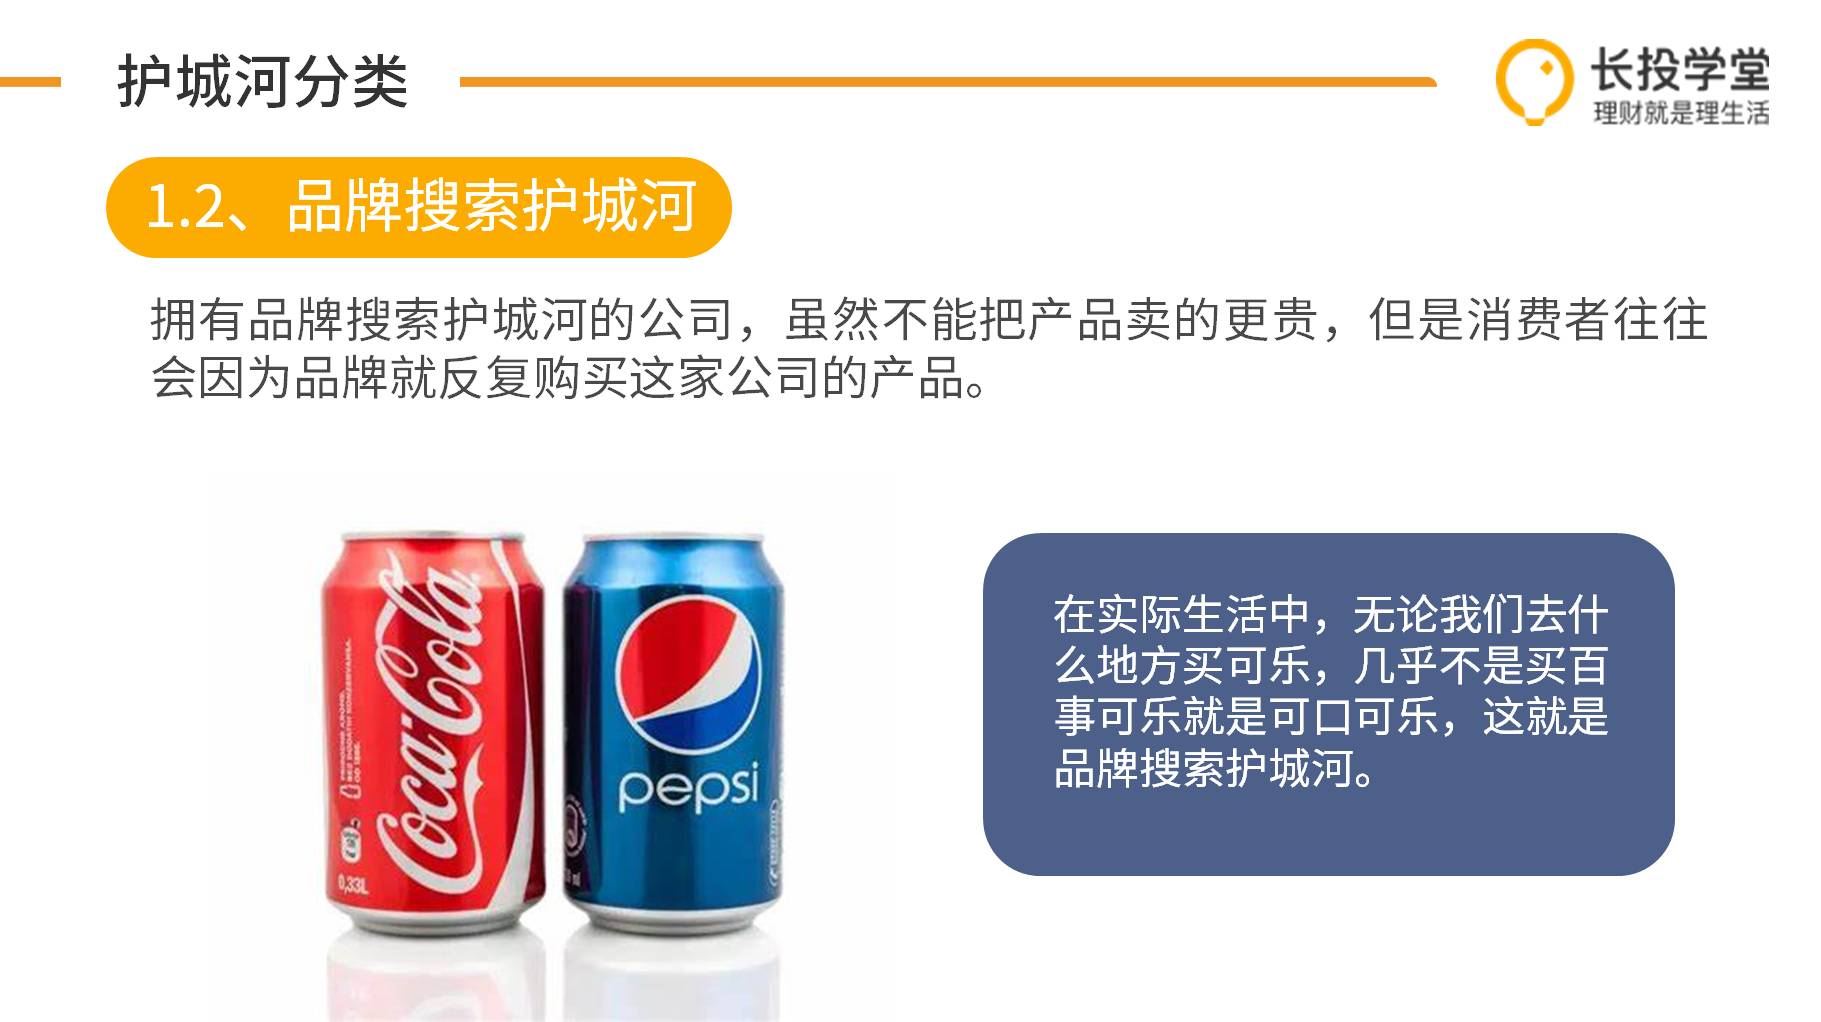 护城河分类
长投学堂
理财就是理生活
1.2、品牌搜索护城河
拥有品牌搜索护城河的公司，虽然不能把产品卖的更贵，但是消费者往往
会因为品牌就反复购买这家公司的产品。
Coca-Cola
0,33L
pepsi
在实际生活中，无论我们去什
么地方买可乐，几乎不是买百
事可乐就是可口可乐，这就是
品牌搜索护城河。